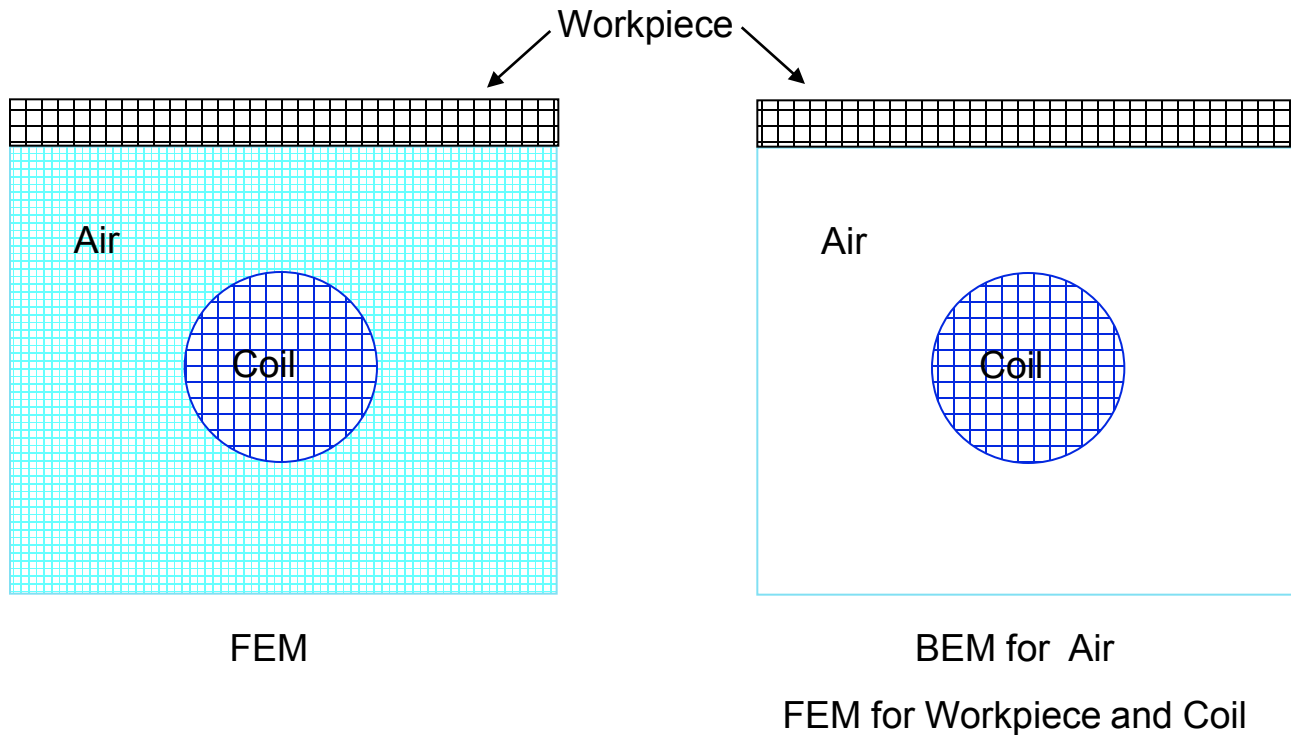 Workpiece
Air
Coil
FEM
Air
Coil
BEM for Air
FEM for Workpiece and Coil